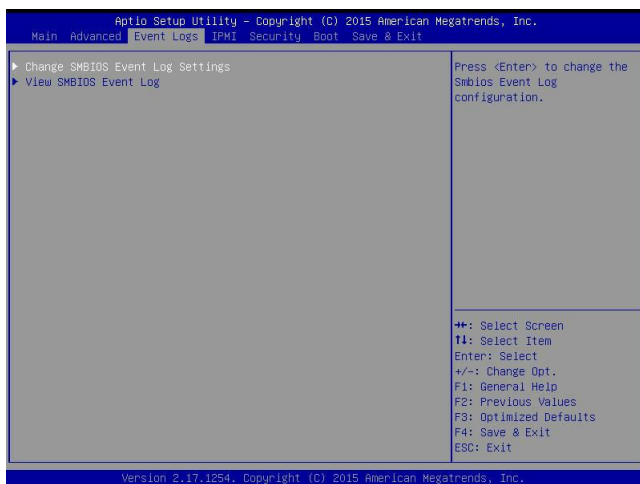 Aptio Setup Utility – Copyright (C) 2015 American Megatrends, Inc.
Main Advanced Event Logs IPMI Security Boot Save & Exit
▶ Change SMBIOS Event Log Settings
▶ View SMBIOS Event Log
Press <Enter> to change the
Smbios Event Log
configuration.
→←: Select Screen
↑↓: Select Item
Enter: Select
+/-: Change Opt.
F1: General Help
F2: Previous Values
F3: Optimized Defaults
F4: Save & Exit
ESC: Exit
Version 2.17.1254. Copyright (C) 2015 American Megatrends, Inc.